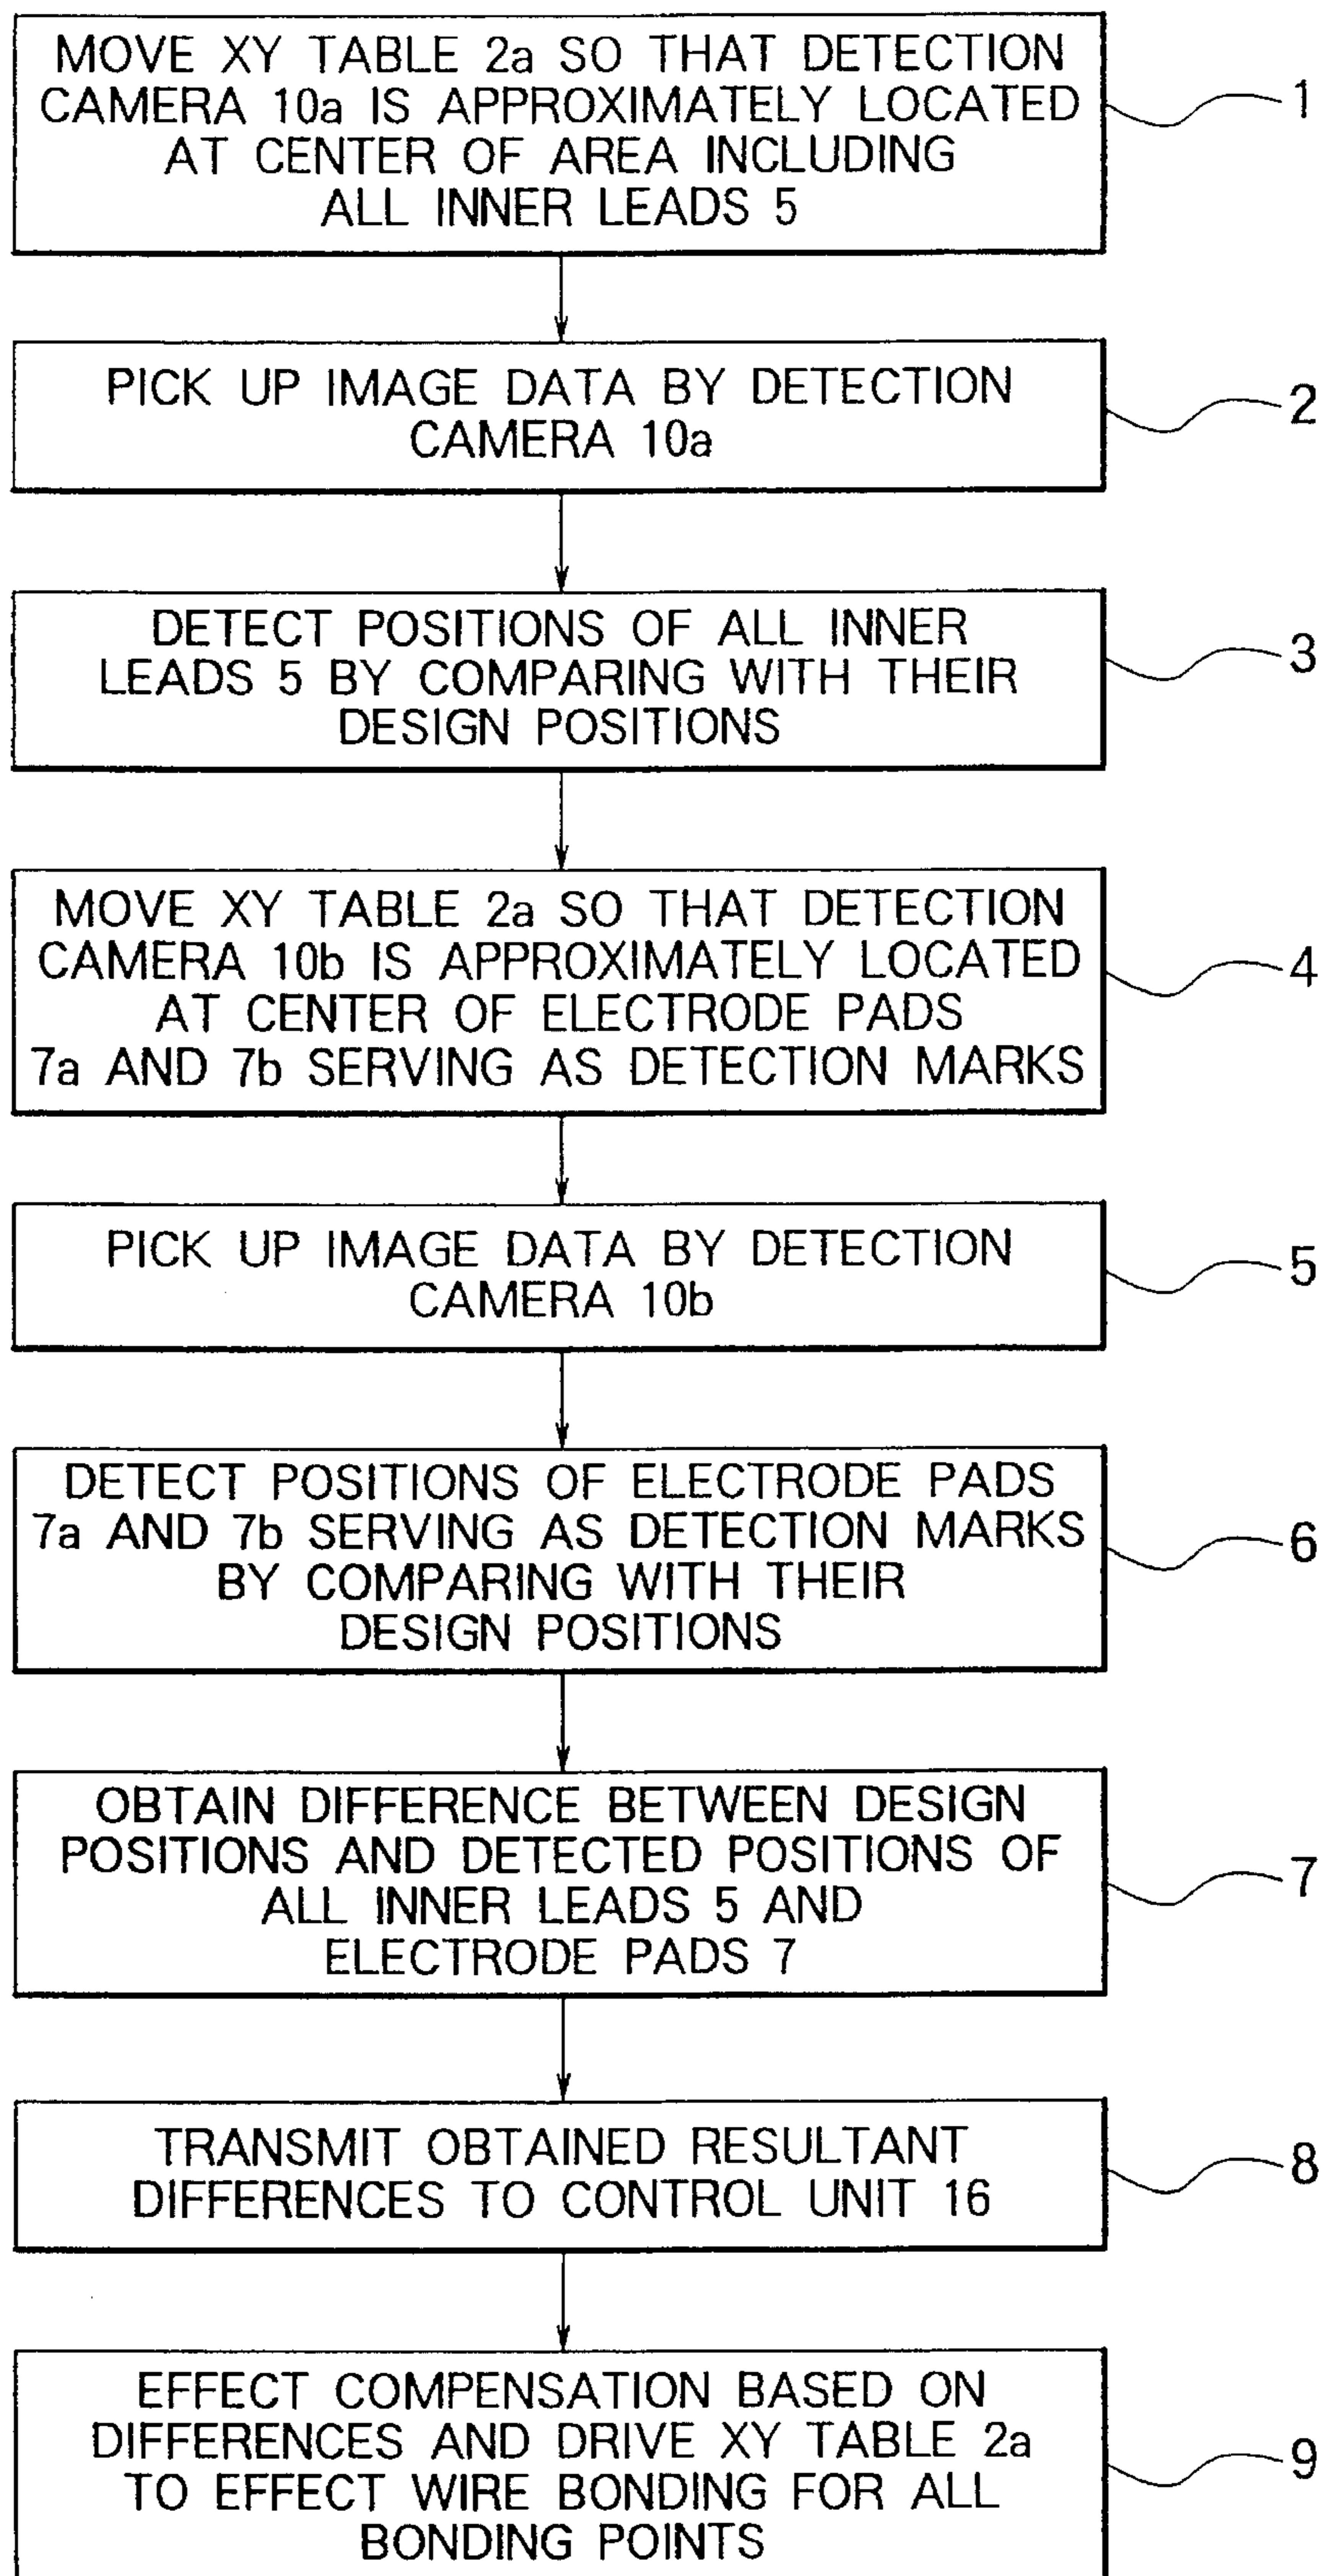 MOVE XY TABLE 2a SO THAT DETECTION
CAMERA 10a IS APPROXIMATELY LOCATED
AT CENTER OF AREA INCLUDING
ALL INNER LEADS 5
1
PICK UP IMAGE DATA BY DETECTION
CAMERA 10a
2
DETECT POSITIONS OF ALL INNER
LEADS 5 BY COMPARING WITH THEIR
DESIGN POSITIONS
3
MOVE XY TABLE 2a SO THAT DETECTION
CAMERA 10b IS APPROXIMATELY LOCATED
AT CENTER OF ELECTRODE PADS
7a AND 7b SERVING AS DETECTION MARKS
4
PICK UP IMAGE DATA BY DETECTION
CAMERA 10b
5
DETECT POSITIONS OF ELECTRODE PADS
7a AND 7b SERVING AS DETECTION MARKS
BY COMPARING WITH THEIR
DESIGN POSITIONS
6
OBTAIN DIFFERENCE BETWEEN DESIGN
POSITIONS AND DETECTED POSITIONS OF
ALL INNER LEADS 5 AND
ELECTRODE PADS 7
7
TRANSMIT OBTAINED RESULTANT
DIFFERENCES TO CONTROL UNIT 16
8
EFFECT COMPENSATION BASED ON
DIFFERENCES AND DRIVE XY TABLE 2a
TO EFFECT WIRE BONDING FOR ALL
BONDING POINTS
9